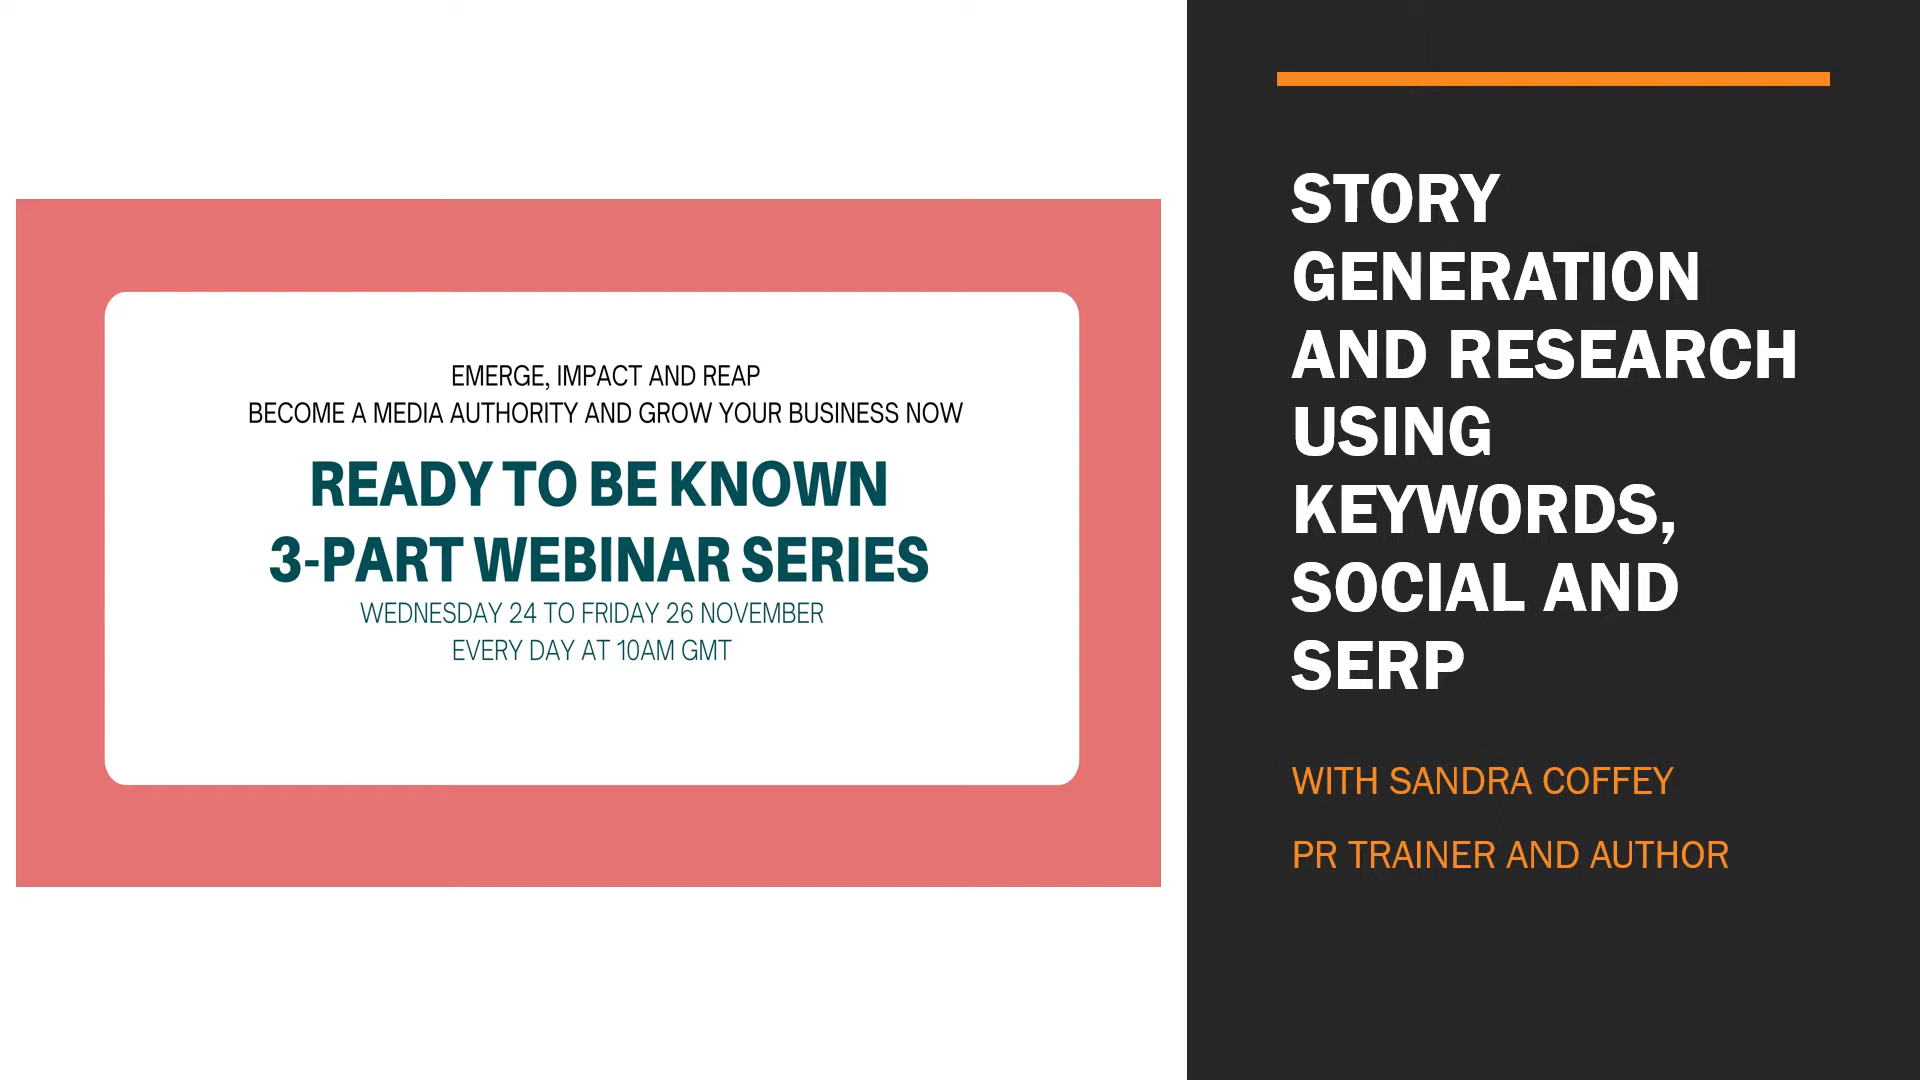 EMERGE, IMPACT AND REAP
BECOME A MEDIA AUTHORITY AND GROW YOUR BUSINESS NOW
READY TO BE KNOWN
3-PART WEBINAR SERIES
WEDNESDAY 24 TO FRIDAY 26 NOVEMBER
EVERY DAY AT 10AM GMT
STORY
GENERATION
AND RESEARCH
USING
KEYWORDS,
SOCIAL AND
SERP
WITH SANDRA COFFEY
PR TRAINER AND AUTHOR